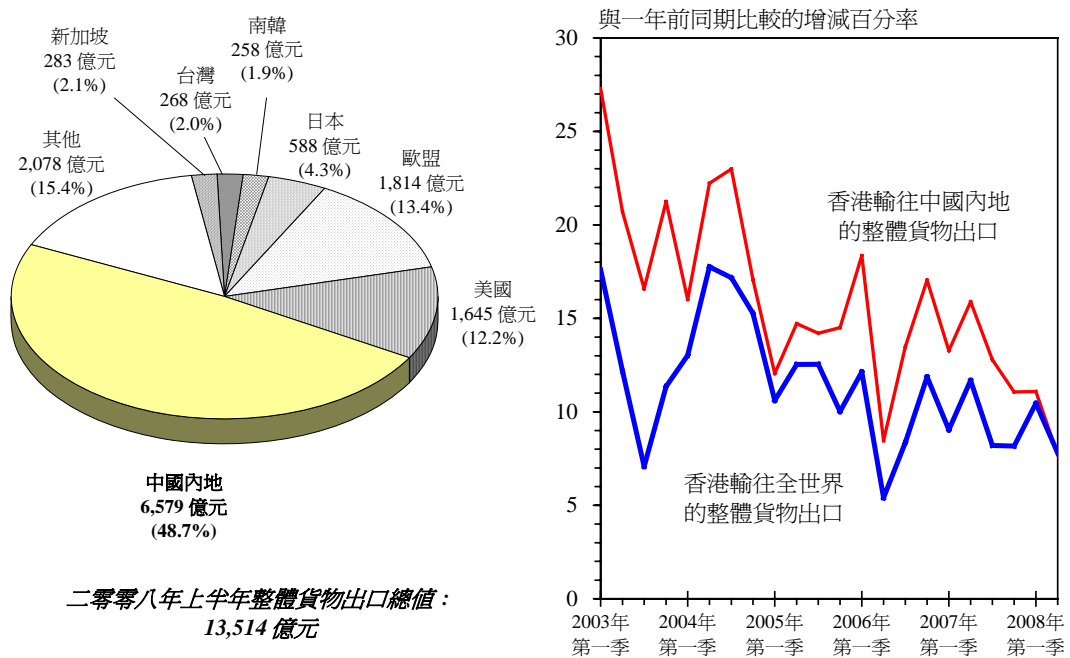 新加坡
283 億元
(2.1%)
台灣
268 億元
(2.0%)
南韓
258 億元
(1.9%)
日本
588 億元
(4.3%)
歐盟
1,814 億元
(13.4%)
美國
1,645 億元
(12.2%)
其他
2,078 億元
(15.4%)
中國內地
6,579 億元
(48.7%)
二零零八年上半年整體貨物出口總值：
13,514 億元
與一年前同期比較的增減百分率
30
25
20
15
10
5
0
香港輸往中國內地
的整體貨物出口
香港輸往全世界
的整體貨物出口
2003年
第一季
2004年
第一季
2005年
第一季
2006年
第一季
2007年
第一季
2008年
第一季